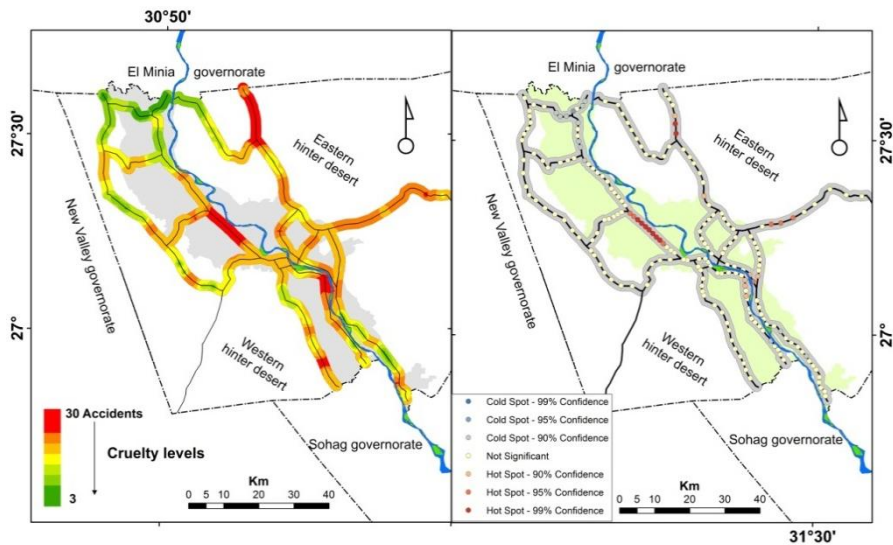 30°50'
El Minia governorate
27°30'
Eastern
hinter desert
New Valley governorate
27°
Western
hinter desert
30 Accidents
Cruelty levels
3
Sohag governorate
Km
0 5 10 20 30 40
El Minia governorate
27°30'
Eastern
hinter desert
New Valley governorate
27°
Western
hinter desert
Cold Spot - 99% Confidence
Cold Spot - 95% Confidence
Cold Spot - 90% Confidence
Not Significant
Hot Spot - 90% Confidence
Hot Spot - 95% Confidence
Hot Spot - 99% Confidence
Sohag governorate
Km
0 5 10 20 30 40
31°30'